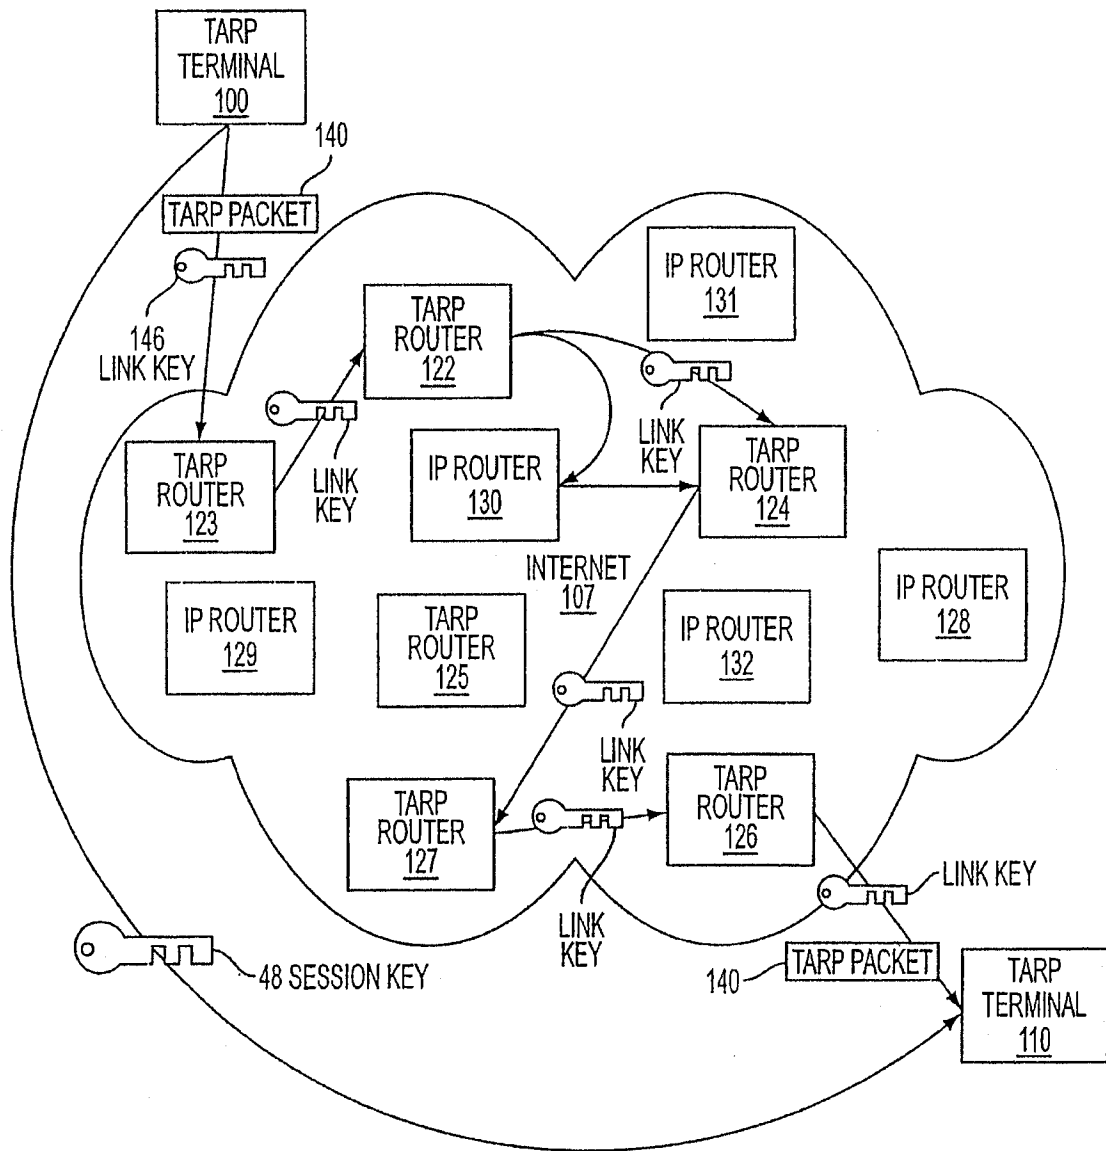 TARP
TERMINAL
100
140
TARP PACKET
146
LINK KEY
IP ROUTER
131
TARP
ROUTER
122
LINK
KEY
LINK
KEY
TARP
ROUTER
123
IP ROUTER
130
TARP
ROUTER
124
INTERNET
107
IP ROUTER
129
TARP
ROUTER
125
IP ROUTER
132
IP ROUTER
128
LINK
KEY
TARP
ROUTER
127
TARP
ROUTER
126
LINK
KEY
LINK KEY
48 SESSION KEY
140
TARP PACKET
TARP
TERMINAL
110